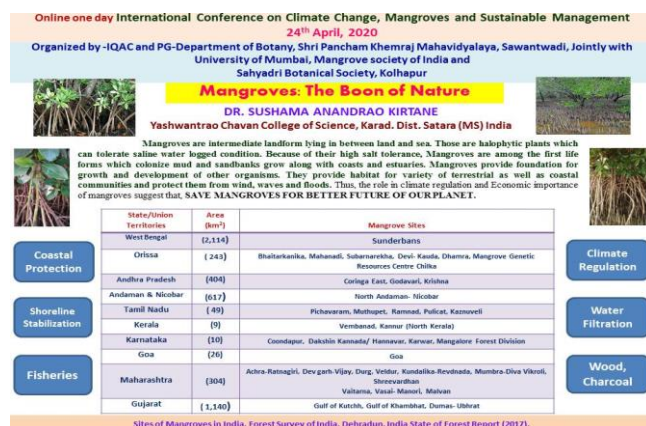 Online one day International Conference on Climate Change, Mangroves and Sustainable Management
24th April, 2020
Organized by -IQAC and PG-Department of Botany, Shri Pancham Khemraj Mahavidyalaya, Sawantwadi, Jointly with
University of Mumbai, Mangrove society of India and
Sahyadri Botanical Society, Kolhapur
Mangroves: The Boon of Nature
DR. SUSHAMA ANANDRAO KIRTANE
Yashwantrao Chavan College of Science, Karad. Dist. Satara (MS) India
Mangroves are intermediate landform lying in between land and sea. Those are halophytic plants which
can tolerate saline water logged condition. Because of their high salt tolerance, Mangroves are among the first life
forms which colonize mud and sandbanks grow along with coasts and estuaries. Mangroves provide foundation for
growth and development of other organisms. They provide habitat for variety of terrestrial as well as coastal
communities and protect them from wind, waves and floods. Thus, the role in climate regulation and Economic importance
of mangroves suggest that, SAVE MANGROVES FOR BETTER FUTURE OF OUR PLANET.
Coastal
Protection
Shoreline
Stabilization
Fisheries
State/Union
Territories
Area
(km²)
Mangrove Sites
West Bengal (2,114) Sunderbans
Orissa (243) Bhaitarkanika, Mahanadi, Subarnarekha, Devi- Kauda, Dhamra, Mangrove Genetic
Resources Centre Chilka
Andhra Pradesh (404) Coringa East, Godavari, Krishna
Andaman & Nicobar (617) North Andaman- Nicobar
Tamil Nadu (49) Pichavaram, Muthupet, Ramnad, Pulicat, Kaznuveli
Kerala (9) Vembanad, Kannur (North Kerala)
Karnataka (10) Coondapur, Dakshin Kannada/ Hannavar, Karwar, Mangalore Forest Division
Goa (26) Goa
Maharashtra (304) Achra-Ratnagiri, Dev garh-Vijay, Durg, Veldur, Kundalika-Revdnada, Mumbra-Diva Vikroli,
Shreevardhan
Vaitarna, Vasai- Manori, Malvan
Gujarat (1,140) Gulf of Kutchh, Gulf of Khambhat, Dumas- Ubhrat
Climate
Regulation
Water
Filtration
Wood,
Charcoal
Sites of Mangroves in India, Forest Survey of India, Dehradun, India State of Forest Report (2017).